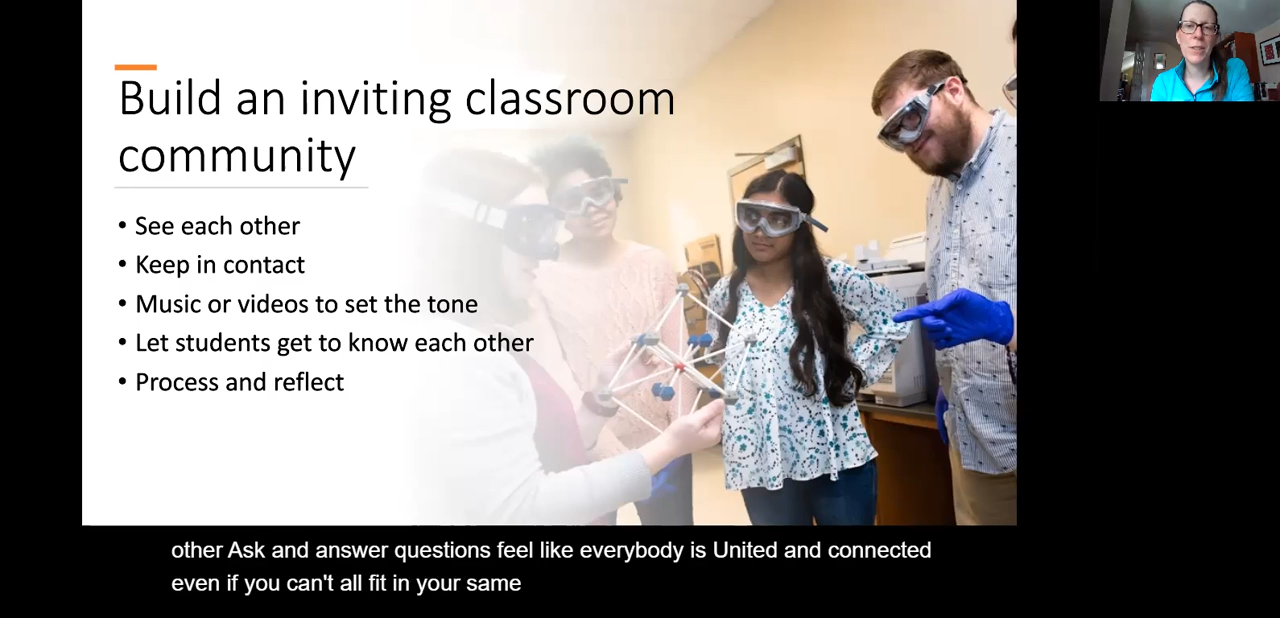 Build an inviting classroom
community
• See each other
• Keep in contact
• Music or videos to set the tone
• Let students get to know each other
• Process and reflect
other Ask and answer questions feel like everybody is United and connected
even if you can't all fit in your same